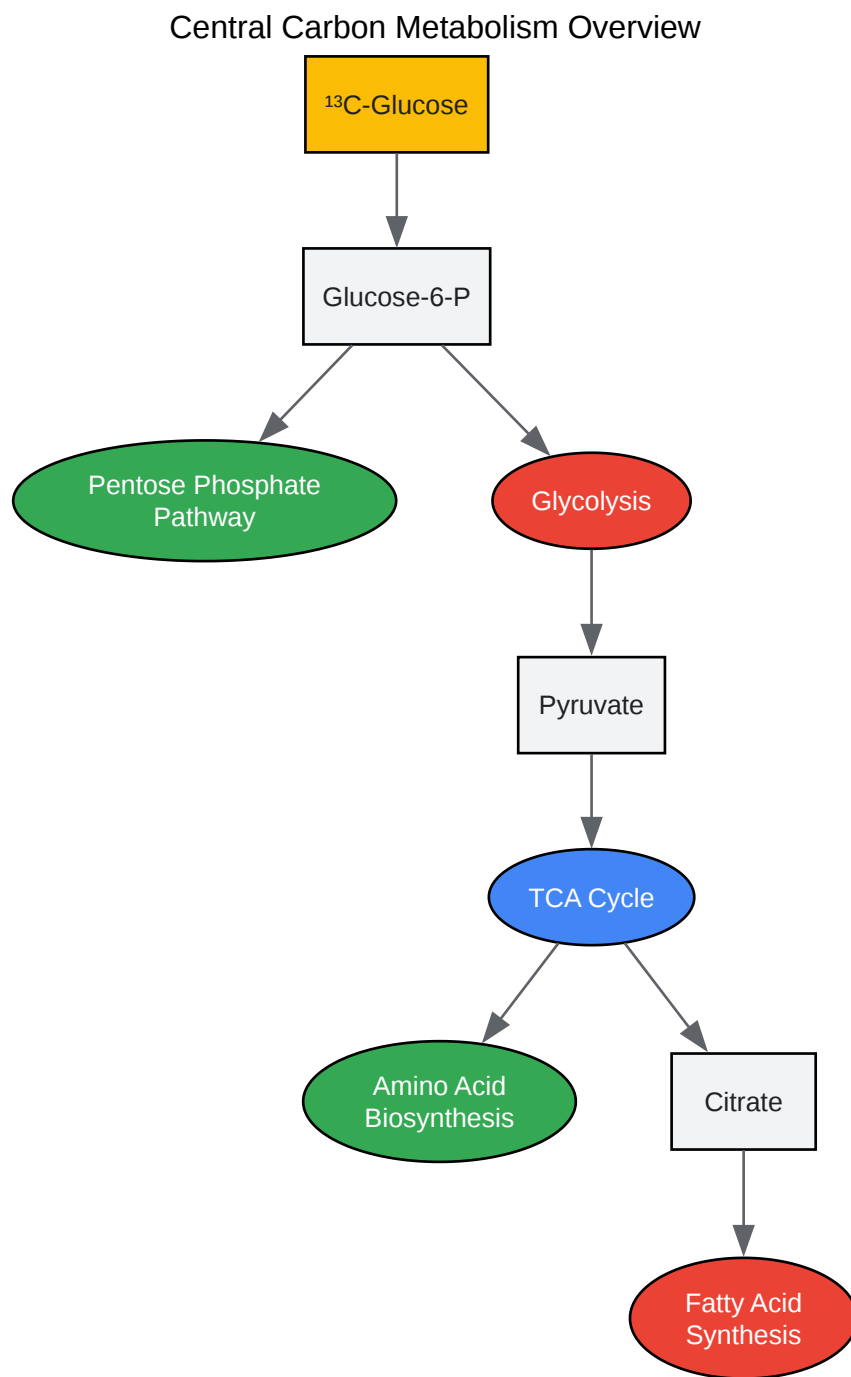 Central Carbon Metabolism Overview
¹³C-Glucose
Glucose-6-P
Pentose Phosphate
Pathway
Glycolysis
Pyruvate
TCA Cycle
Amino Acid
Biosynthesis
Citrate
Fatty Acid
Synthesis